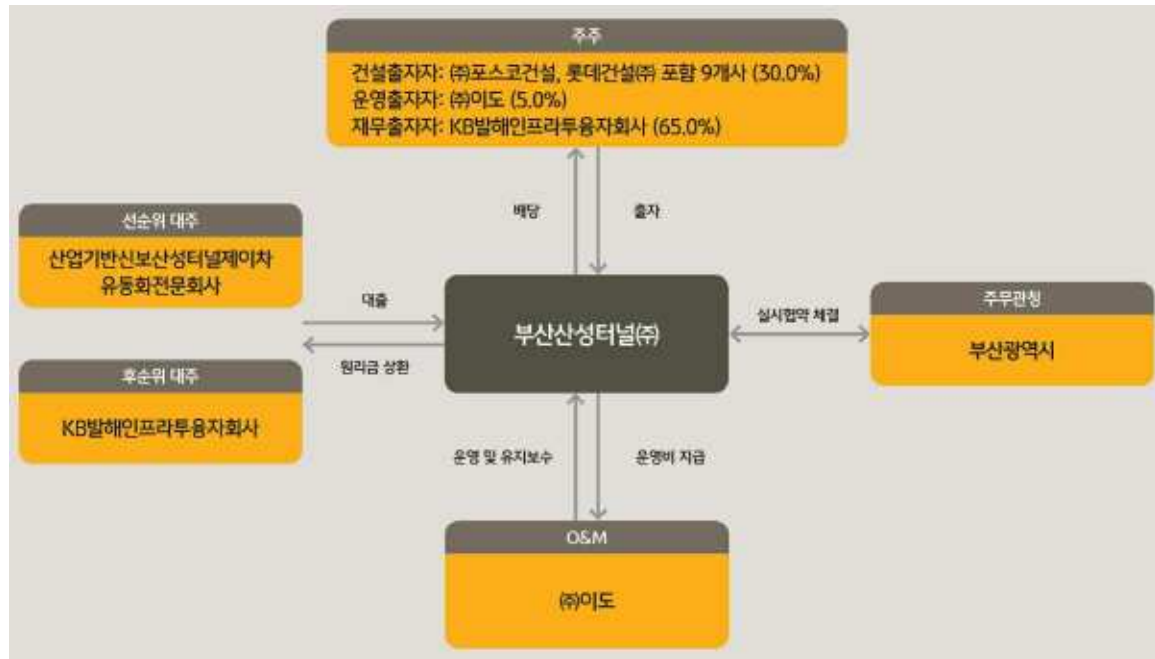 주주
건설출자자: ㈜포스코건설, 롯데건설㈜ 포함 9개사 (30.0%)
운영출자자: ㈜이도 (5.0%)
재무출자자: KB발해인프라투융자회사 (65.0%)
배당
출자
선순위 대주
산업기반신보산성터널제이차
유동화전문회사
대출
원리금 상환
후순위 대주
KB발해인프라투융자회사
부산산성터널㈜
실시협약 체결
주무관청
부산광역시
운영 및 유지보수
운영비 지급
O&M
㈜이도